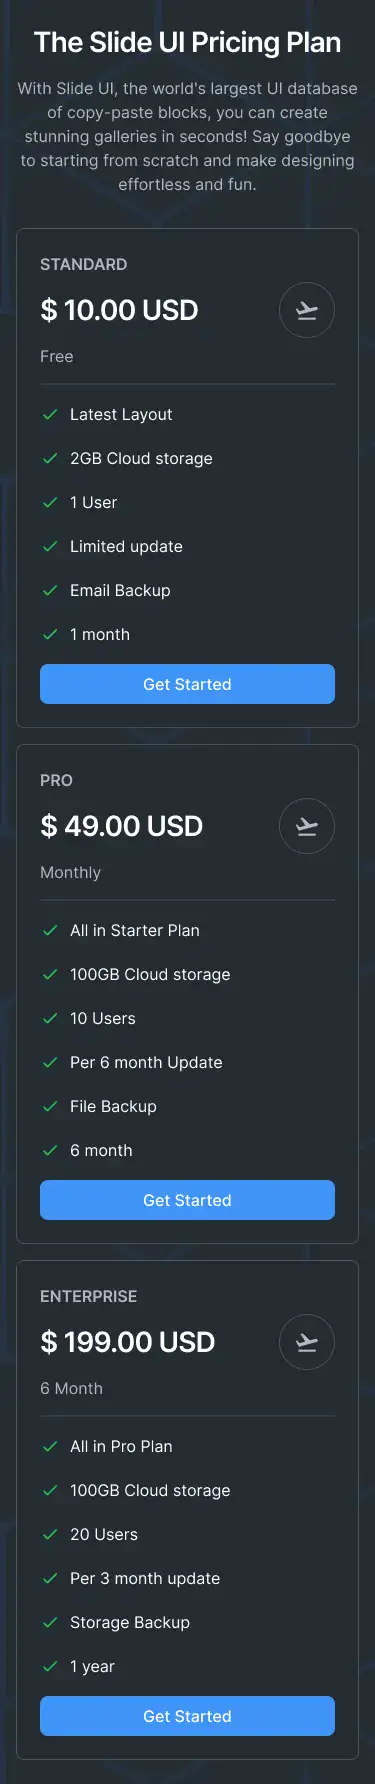 The Slide UI Pricing Plan
With Slide UI, the world's largest UI database
of copy-paste blocks, you can create
stunning galleries in seconds! Say goodbye
to starting from scratch and make designing
effortless and fun.
STANDARD
$ 10.00 USD
Free
Latest Layout
2GB Cloud storage
1 User
Limited update
Email Backup
1 month
Get Started
PRO
$ 49.00 USD
Monthly
All in Starter Plan
100GB Cloud storage
10 Users
Per 6 month Update
File Backup
6 month
Get Started
ENTERPRISE
$ 199.00 USD
6 Month
All in Pro Plan
100GB Cloud storage
20 Users
Per 3 month update
Storage Backup
1 year
Get Started